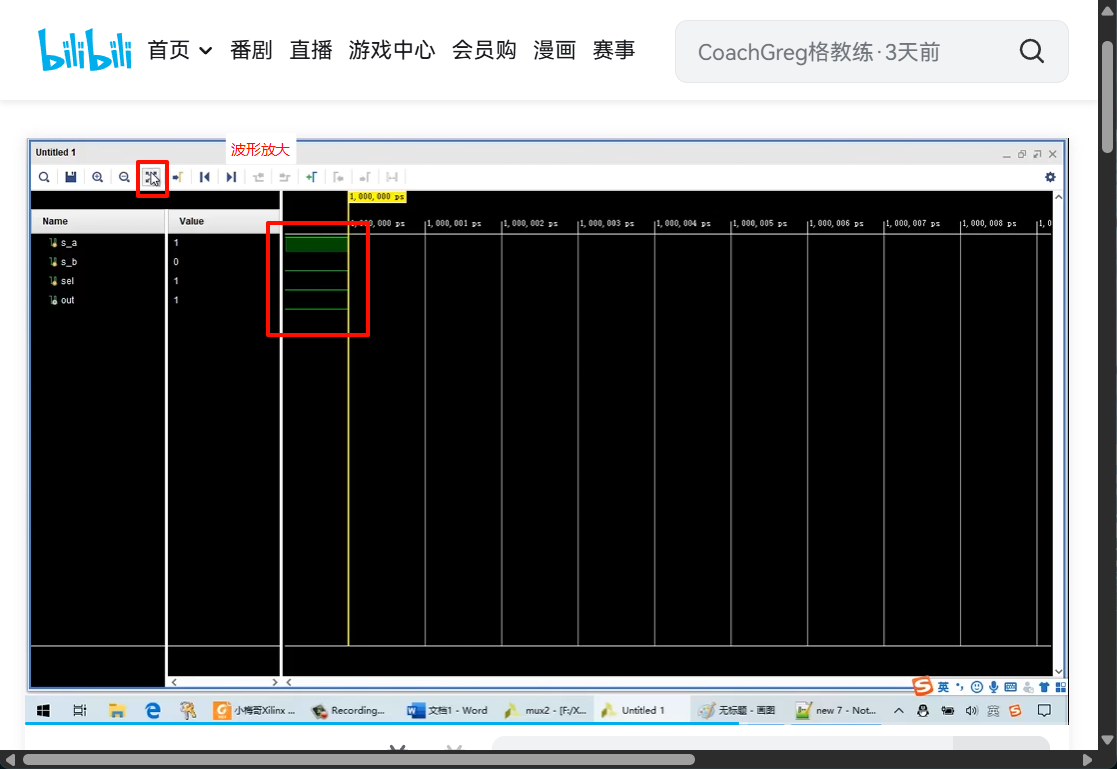 bilibili 首页 番剧 直播 游戏中心 会员购 漫画 赛事 CoachGreg格教练·3天前
Untitled 1
波形放大
1,000,000 ps
Name Value
1,000,000 ps 1,000,001 ps 1,000,002 ps 1,000,003 ps 1,000,004 ps 1,000,005 ps 1,000,006 ps 1,000,007 ps 1,000,008 ps 1,0
s_a 1
s_b 0
sel 1
out 1
英
小梅哥Xilinx ... Recording... 文档1 - Word mux2 - [F:/X... Untitled 1 无标题 - 画图 new 7 - Not... 英